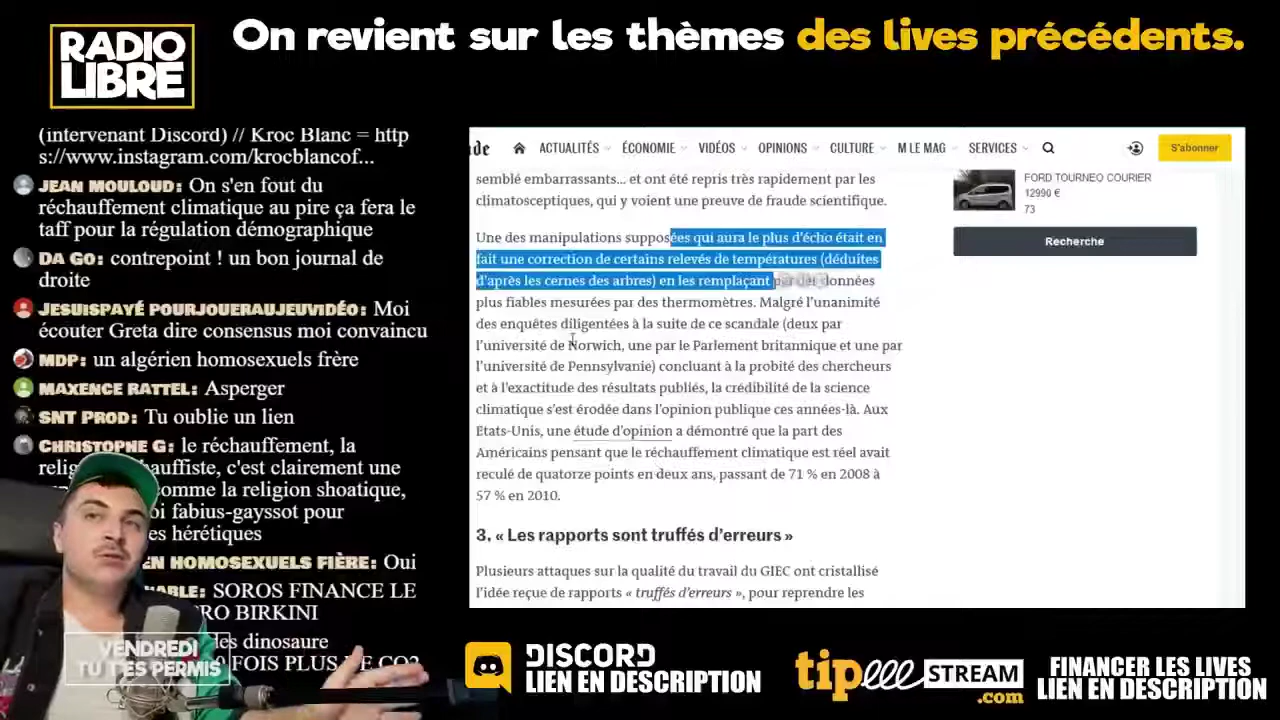 RADIO
LIBRE
On revient sur les thèmes des lives précédents.
(intervenant Discord) // Kroc Blanc = http
s://www.instagram.com/krocblancof...
JEAN MOULOUD: On s'en fout du
réchauffement climatique au pire ça fera le
taff pour la régulation démographique
DA GO: contrepoint ! un bon journal de
droite
JESUISPAYÉ POURJOUERAUJEUVIDÉO: Moi
écouter Greta dire consensus moi convaincu
MDP: un algérien homosexuels frère
MAXENCE RATTEL: Asperger
SNT PROD: Tu oublie un lien
CHRISTOPNE G: le réchauffement, la
comme la religion shoatique,
oi fabius-gayssot pour
es hérétiques
EN HOMOSEXUELS FIÈRE: Oui
ABLE: SOROS FINANCE LE
RO BIRKINI
les dinosaure
FOIS PLUS DE CO2
VENDREDI
TU T'ES PERMIS
de
ACTUALITÉS
ÉCONOMIE
VIDÉOS
OPINIONS
CULTURE
M LE MAG
SERVICES
S'abonner
semblé embarrassants... et ont été repris très rapidement par les
climatosceptiques, qui y voient une preuve de fraude scientifique.
Une des manipulations supposées qui aura le plus d'écho était en
fait une correction de certains relevés de températures (déduites
d'après les cernes des arbres) en les remplaçant par des données
plus fiables mesurées par des thermomètres. Malgré l'unanimité
des enquêtes diligentées à la suite de ce scandale (deux par
l'université de Norwich, une par le Parlement britannique et une par
l'université de Pennsylvanie) concluant à la probité des chercheurs
et à l'exactitude des résultats publiés, la crédibilité de la science
climatique s'est érodée dans l'opinion publique ces années-là. Aux
Etats-Unis, une étude d'opinion a démontré que la part des
Américains pensant que le réchauffement climatique est réel avait
reculé de quatorze points en deux ans, passant de 71 % en 2008 à
57 % en 2010.
3. « Les rapports sont truffés d'erreurs »
Plusieurs attaques sur la qualité du travail du GIEC ont cristallisé
l'idée reçue de rapports « truffés d'erreurs », pour reprendre les
FORD TOURNEO COURIER
12990 €
73
Recherche
DISCORD
LIEN EN DESCRIPTION
tipeee STREAM
.com
FINANCER LES LIVES
LIEN EN DESCRIPTION